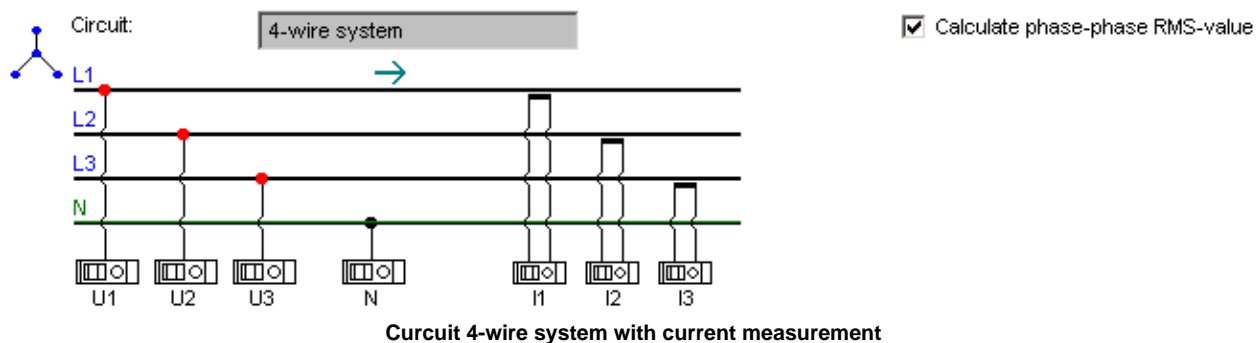 Circuit:
4-wire system
Calculate phase-phase RMS-value
L1
L2
L3
N
U1 U2 U3 N I1 I2 I3
Curcuit 4-wire system with current measurement